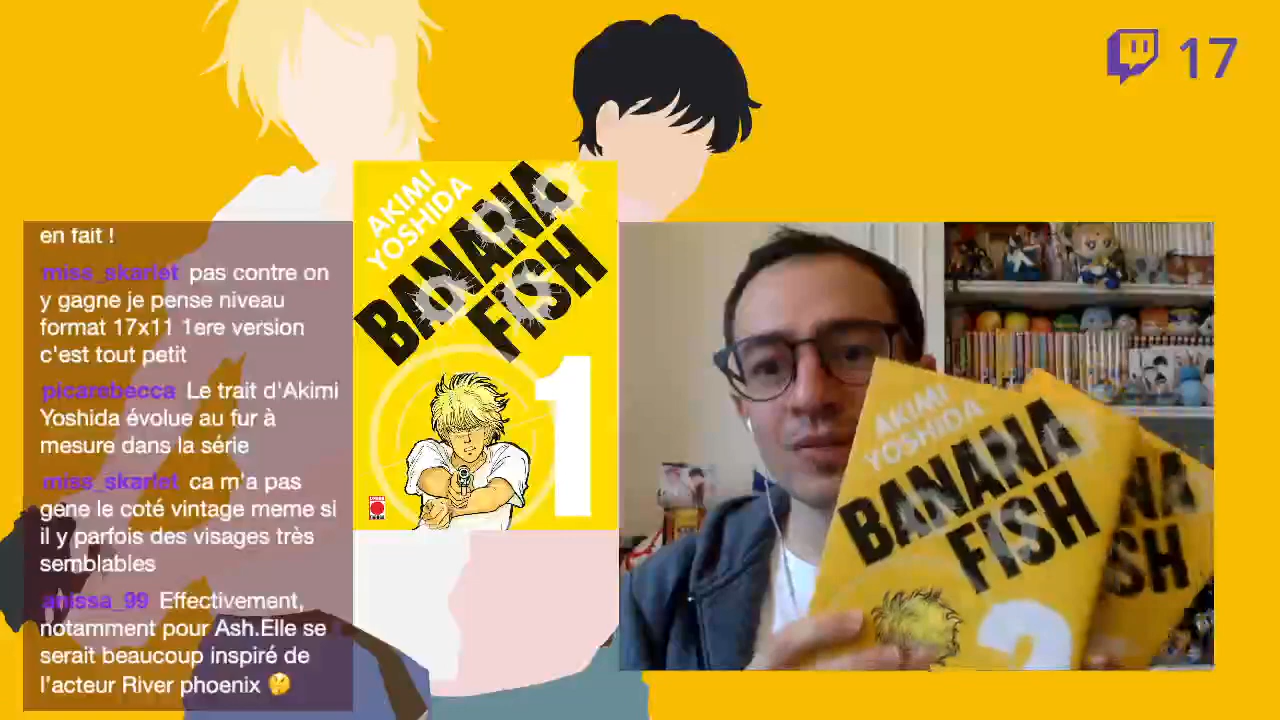 17
en fait !
miss_skarlet pas contre on
y gagne je pense niveau
format 17x11 1ere version
c'est tout petit
picarebecca Le trait d'Akimi
Yoshida évolue au fur à
mesure dans la série
miss_skarlet ca m'a pas
gene le coté vintage meme si
il y parfois des visages très
semblables
anissa_99 Effectivement,
notamment pour Ash.Elle se
serait beaucoup inspiré de
l'acteur River phoenix 🤔
AKIMI
YOSHIDA
BANANA
FISH
1
AKIMI
YOSHIDA
BANANA
FISH
2
NA
SH